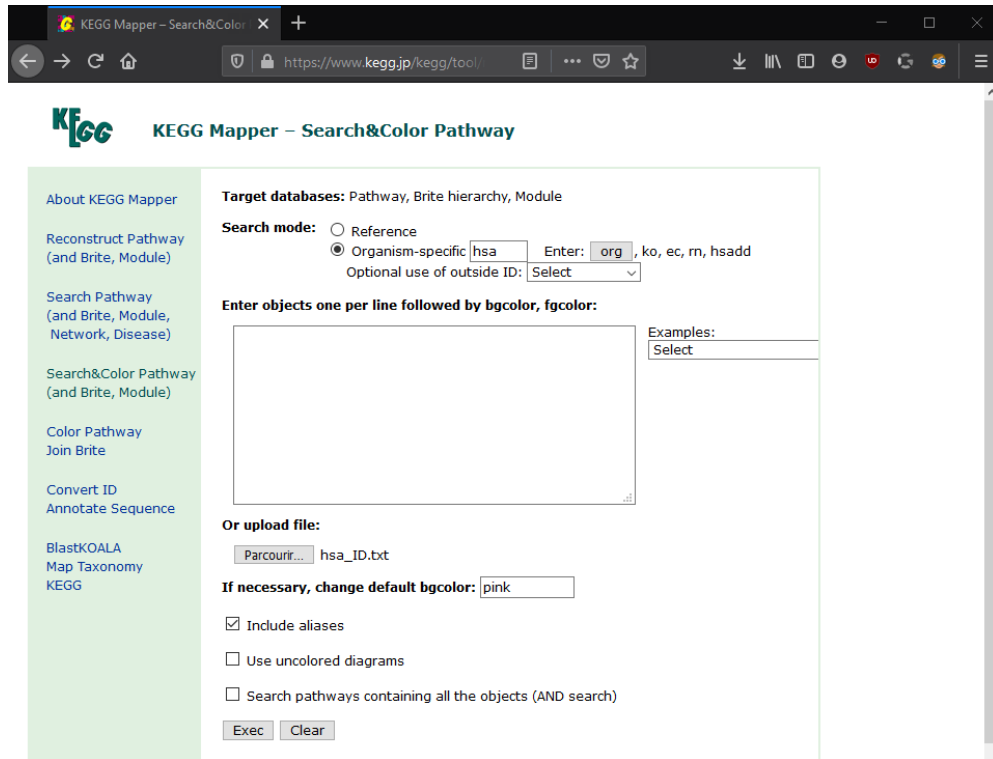 KEGG Mapper – Search&Color
https://www.kegg.jp/kegg/tool/
KEGG
KEGG Mapper – Search&Color Pathway
About KEGG Mapper
Reconstruct Pathway
(and Brite, Module)
Search Pathway
(and Brite, Module,
Network, Disease)
Search&Color Pathway
(and Brite, Module)
Color Pathway
Join Brite
Convert ID
Annotate Sequence
BlastKOALA
Map Taxonomy
KEGG
Target databases: Pathway, Brite hierarchy, Module
Search mode: Reference
Organism-specific hsa Enter: org , ko, ec, rn, hsadd
Optional use of outside ID: Select
Enter objects one per line followed by bgcolor, fgcolor:
Examples:
Select
Or upload file:
Parcourir... hsa_ID.txt
If necessary, change default bgcolor: pink
Include aliases
Use uncolored diagrams
Search pathways containing all the objects (AND search)
Exec Clear